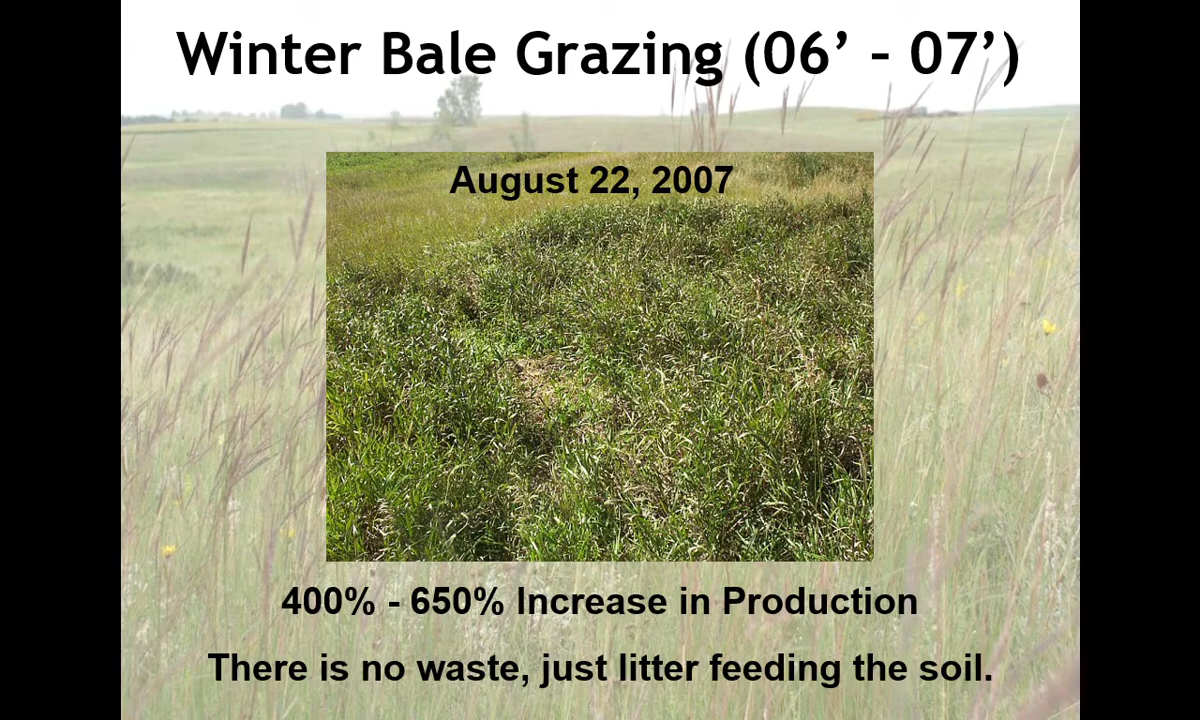 Winter Bale Grazing (06’ – 07’)
August 22, 2007
400% - 650% Increase in Production
There is no waste, just litter feeding the soil.